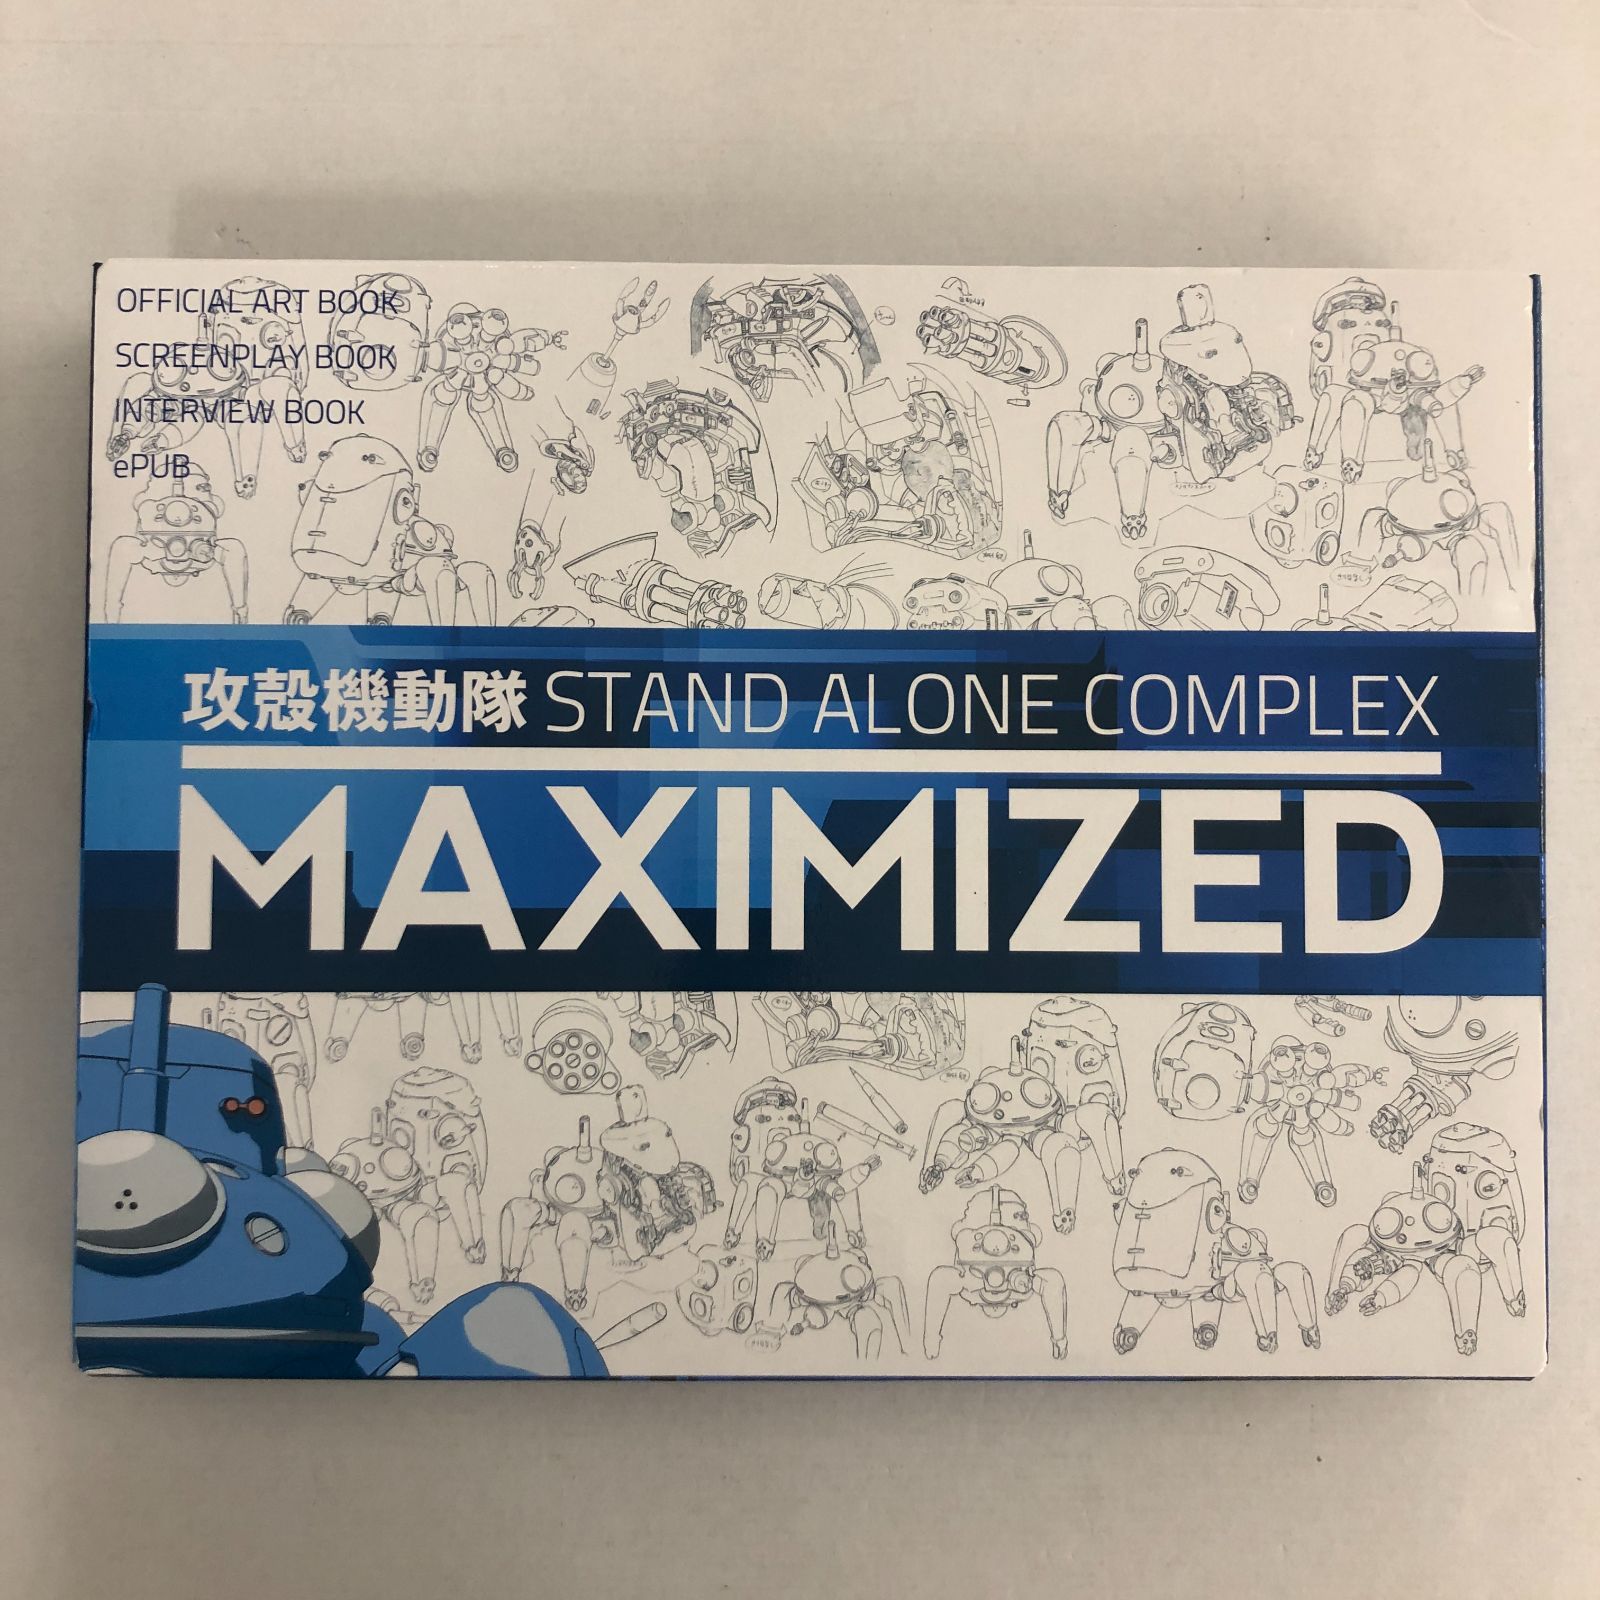 OFFICIAL ART BOOK
SCREENPLAY BOOK
INTERVIEW BOOK
ePUB
攻殻機動隊 STAND ALONE COMPLEX
MAXIMIZED